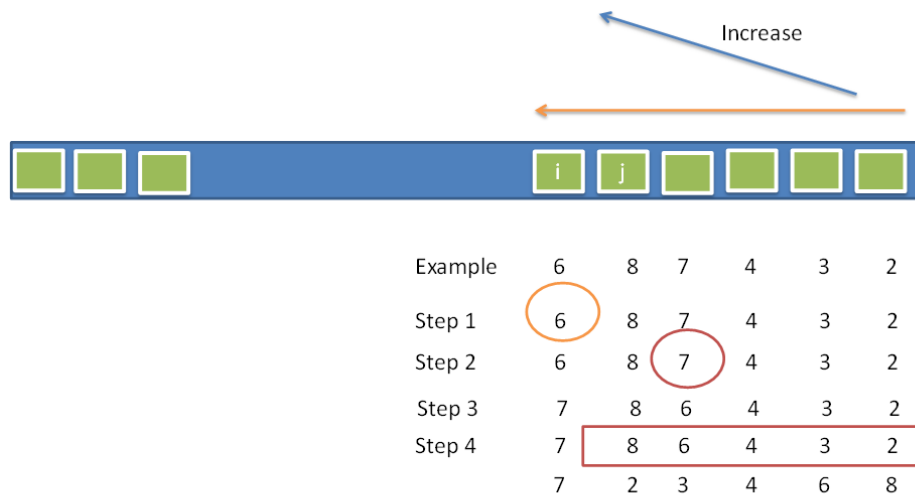 Increase
i j
Example 6 8 7 4 3 2
Step 1 6 8 7 4 3 2
Step 2 6 8 7 4 3 2
Step 3 7 8 6 4 3 2
Step 4 7 8 6 4 3 2
7 2 3 4 6 8